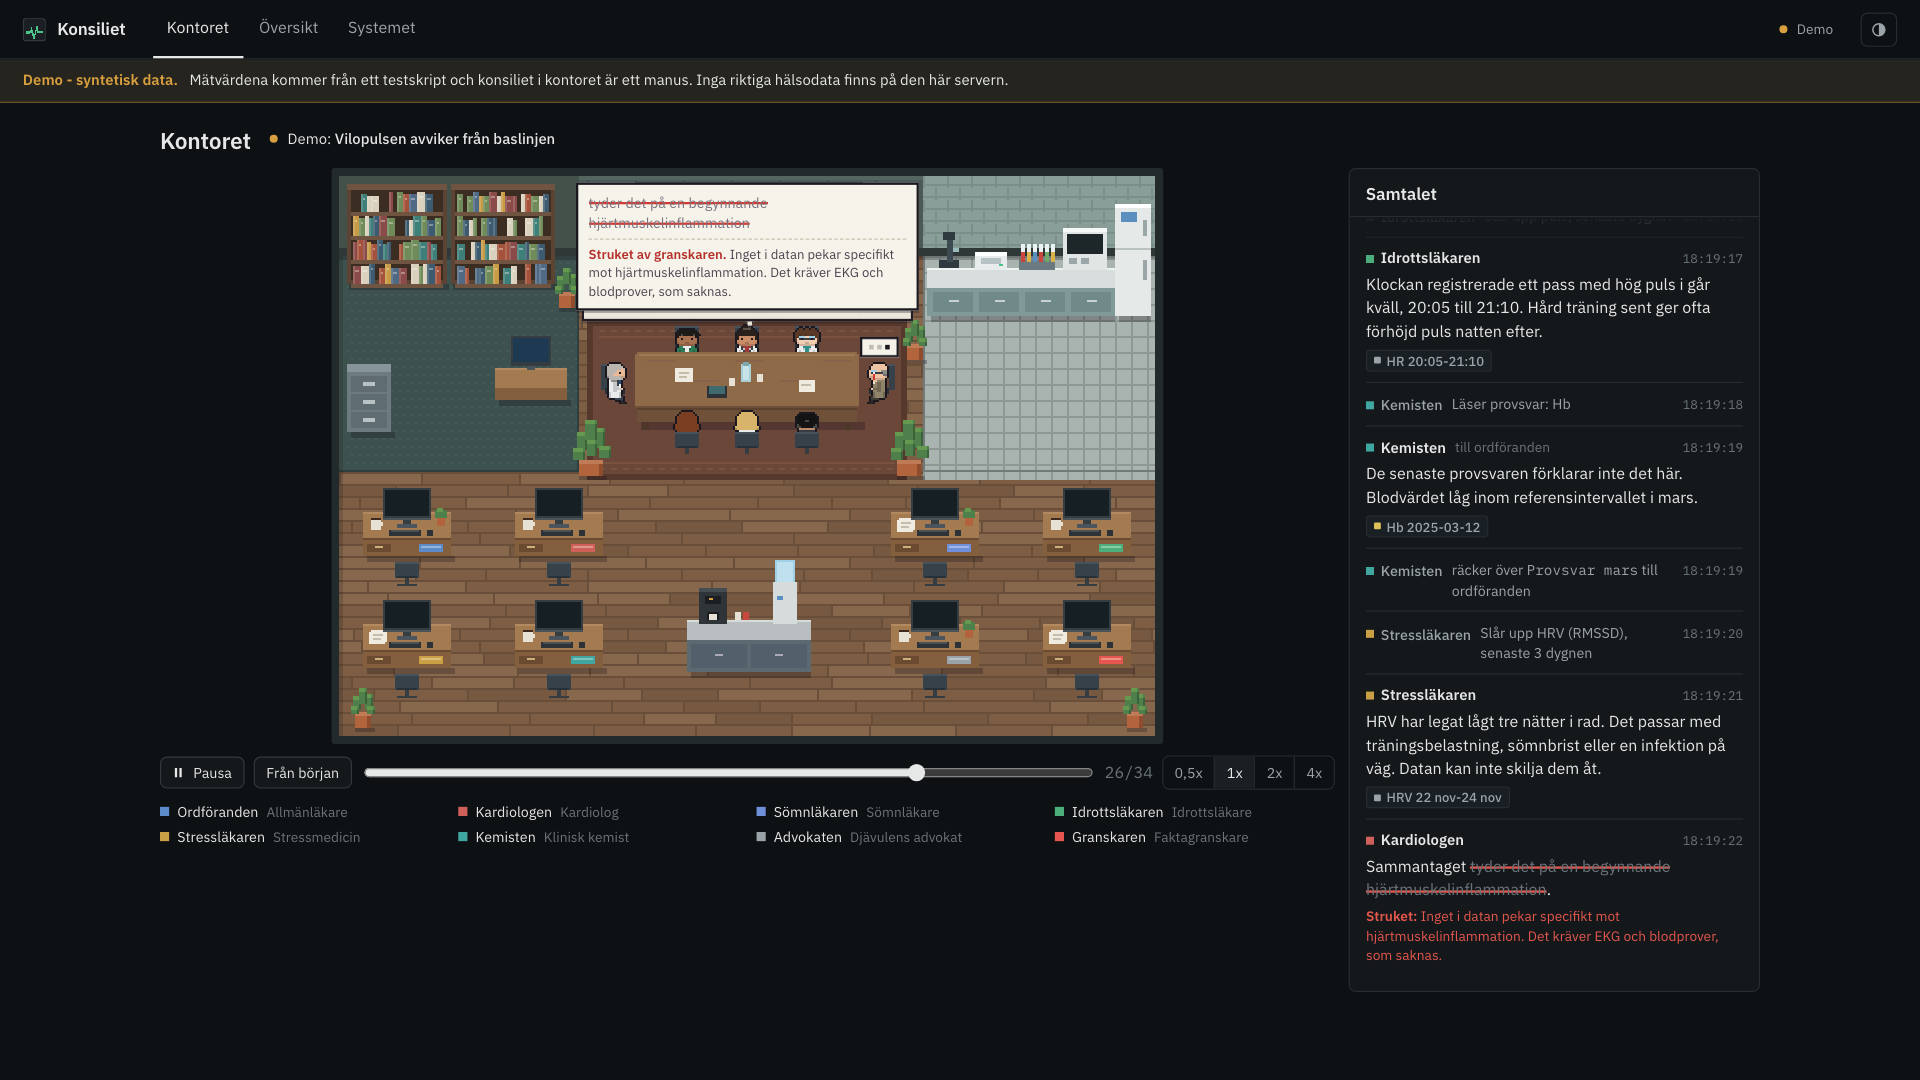 Konsiliet
Kontoret
Översikt
Systemet
Demo
Demo - syntetisk data. Mätvärdena kommer från ett testskript och konsiliet i kontoret är ett manus. Inga riktiga hälsodata finns på den här servern.
Kontoret
Demo: Vilopulsen avviker från baslinjen
tyder det på en begynnande
hjärtmuskelinflammation
Struket av granskaren. Inget i datan pekar specifikt
mot hjärtmuskelinflammation. Det kräver EKG och
blodprover, som saknas.
Pausa
Från början
26/34
0,5x
1x
2x
4x
Ordföranden Allmänläkare
Kardiologen Kardiolog
Sömnläkaren Sömnläkare
Idrottsläkaren Idrottsläkare
Stressläkaren Stressmedicin
Kemisten Klinisk kemist
Advokaten Djävulens advokat
Granskaren Faktagranskare
Samtalet
Idrottsläkaren 18:19:17
Klockan registrerade ett pass med hög puls i går
kväll, 20:05 till 21:10. Hård träning sent ger ofta
förhöjd puls natten efter.
HR 20:05-21:10
Kemisten Läser provsvar: Hb 18:19:18
Kemisten till ordföranden 18:19:19
De senaste provsvaren förklarar inte det här.
Blodvärdet låg inom referensintervallet i mars.
Hb 2025-03-12
Kemisten räcker över Provsvar mars till 18:19:19
ordföranden
Stressläkaren Slår upp HRV (RMSSD), 18:19:20
senaste 3 dygnen
Stressläkaren 18:19:21
HRV har legat lågt tre nätter i rad. Det passar med
träningsbelastning, sömnbrist eller en infektion på
väg. Datan kan inte skilja dem åt.
HRV 22 nov-24 nov
Kardiologen 18:19:22
Sammantaget tyder det på en begynnande
hjärtmuskelinflammation.
Struket: Inget i datan pekar specifikt mot
hjärtmuskelinflammation. Det kräver EKG och blodprover,
som saknas.